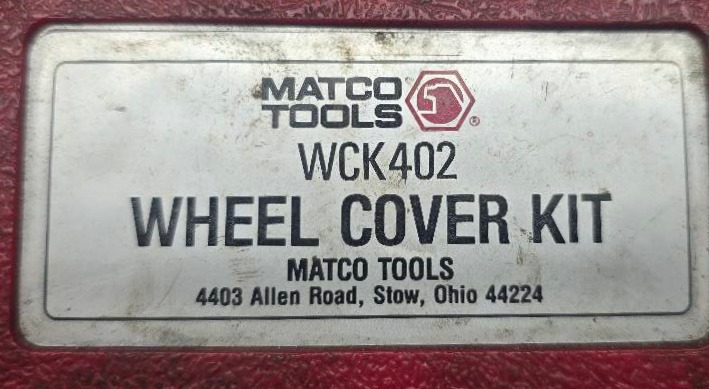 MATCO
TOOLS®
WCK402
WHEEL COVER KIT
MATCO TOOLS
4403 Allen Road, Stow, Ohio 44224